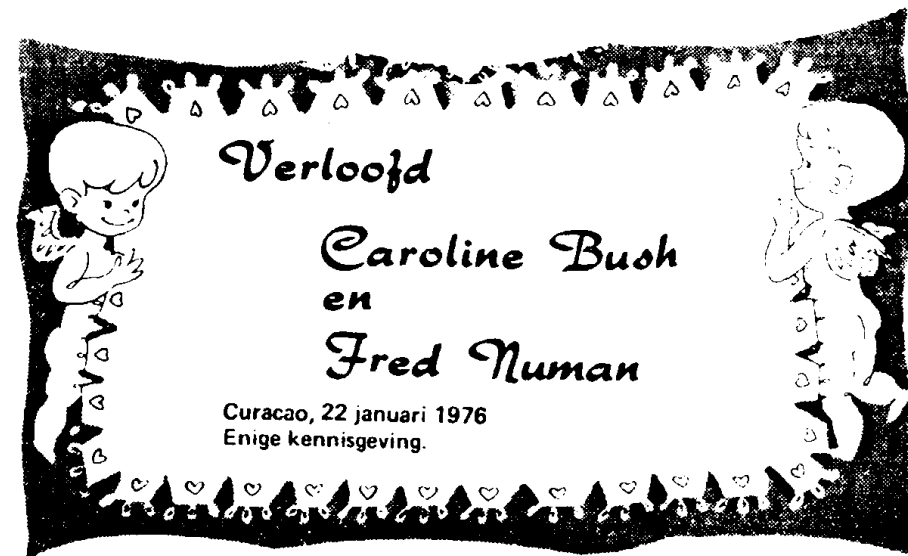 Verloofd
Caroline Bush
en
Fred Numan
Curacao, 22 januari 1976
Enige kennisgeving.